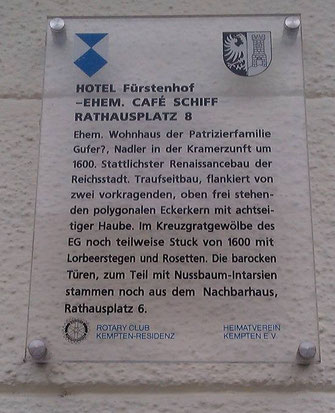 HOTEL Fürstenhof
–EHEM. CAFÉ SCHIFF
RATHAUSPLATZ 8
Ehem. Wohnhaus der Patrizierfamilie
Gufer?, Nadler in der Kramerzunft um
1600. Stattlichster Renaissancebau der
Reichsstadt. Traufseitbau, flankiert von
zwei vorkragenden, oben frei stehen-
den polygonalen Eckerkern mit achtsei-
tiger Haube. Im Kreuzgratgewölbe des
EG noch teilweise Stuck von 1600 mit
Lorbeerstegen und Rosetten. Die barocken
Türen, zum Teil mit Nussbaum-Intarsien
stammen noch aus dem Nachbarhaus,
Rathausplatz 6.
ROTARY CLUB
KEMPTEN-RESIDENZ
HEIMATVEREIN
KEMPTEN E.V.